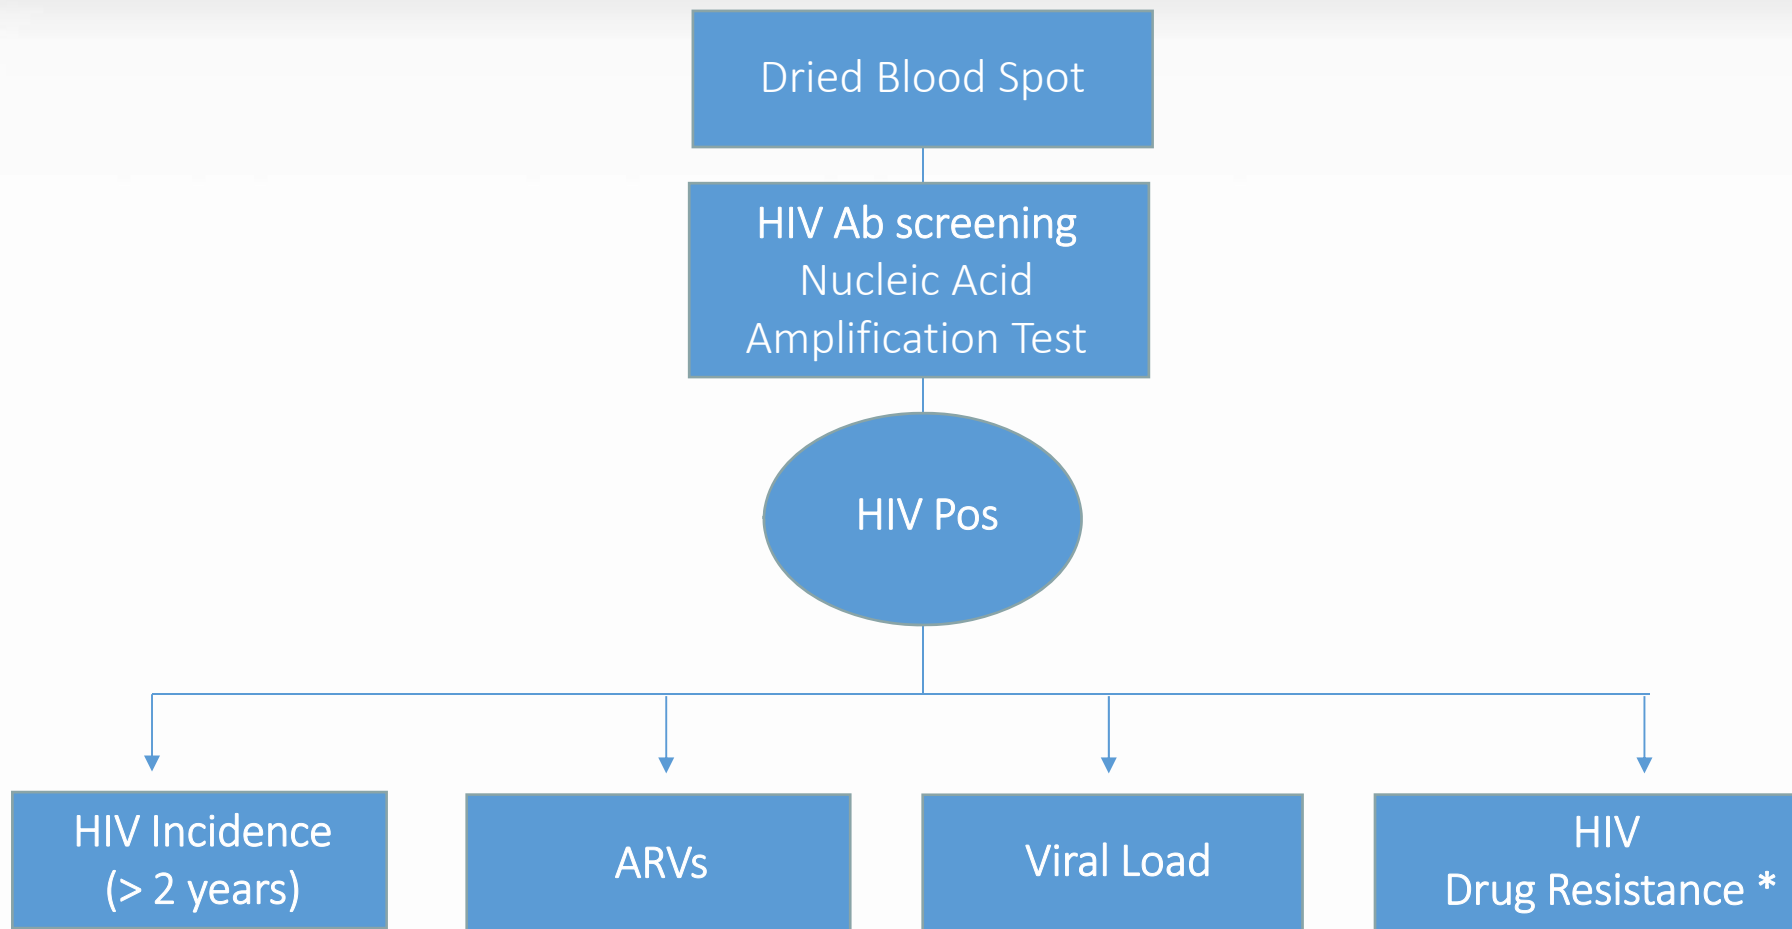 Dried Blood Spot
HIV Ab screening
Nucleic Acid
Amplification Test
HIV Pos
HIV Incidence
(> 2 years)
ARVs
Viral Load
HIV
Drug Resistance *